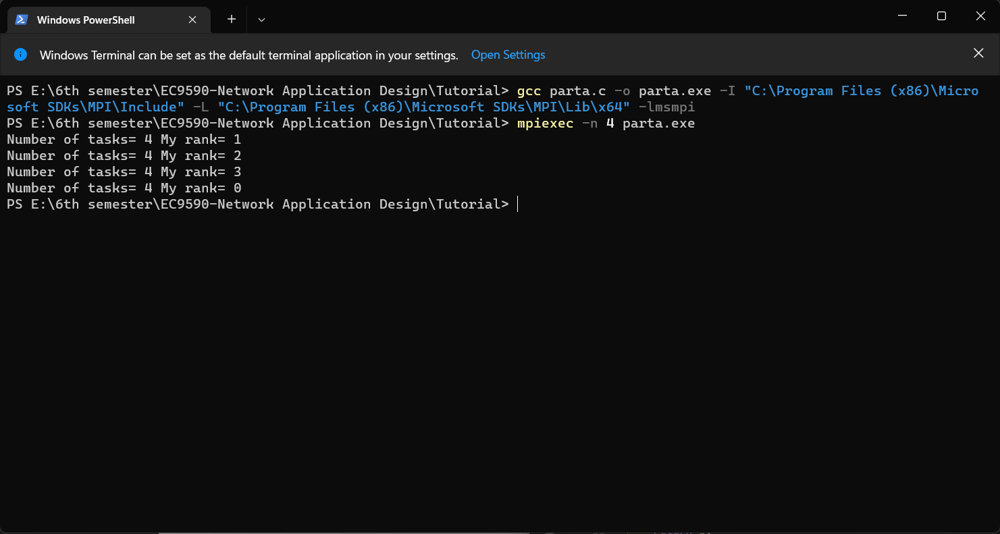 Windows PowerShell
Windows Terminal can be set as the default terminal application in your settings. Open Settings
PS E:\6th semester\EC9590-Network Application Design\Tutorial> gcc parta.c -o parta.exe -I "C:\Program Files (x86)\Micro
soft SDKs\MPI\Include" -L "C:\Program Files (x86)\Microsoft SDKs\MPI\Lib\x64" -lmsmpi
PS E:\6th semester\EC9590-Network Application Design\Tutorial> mpiexec -n 4 parta.exe
Number of tasks= 4 My rank= 1
Number of tasks= 4 My rank= 2
Number of tasks= 4 My rank= 3
Number of tasks= 4 My rank= 0
PS E:\6th semester\EC9590-Network Application Design\Tutorial>